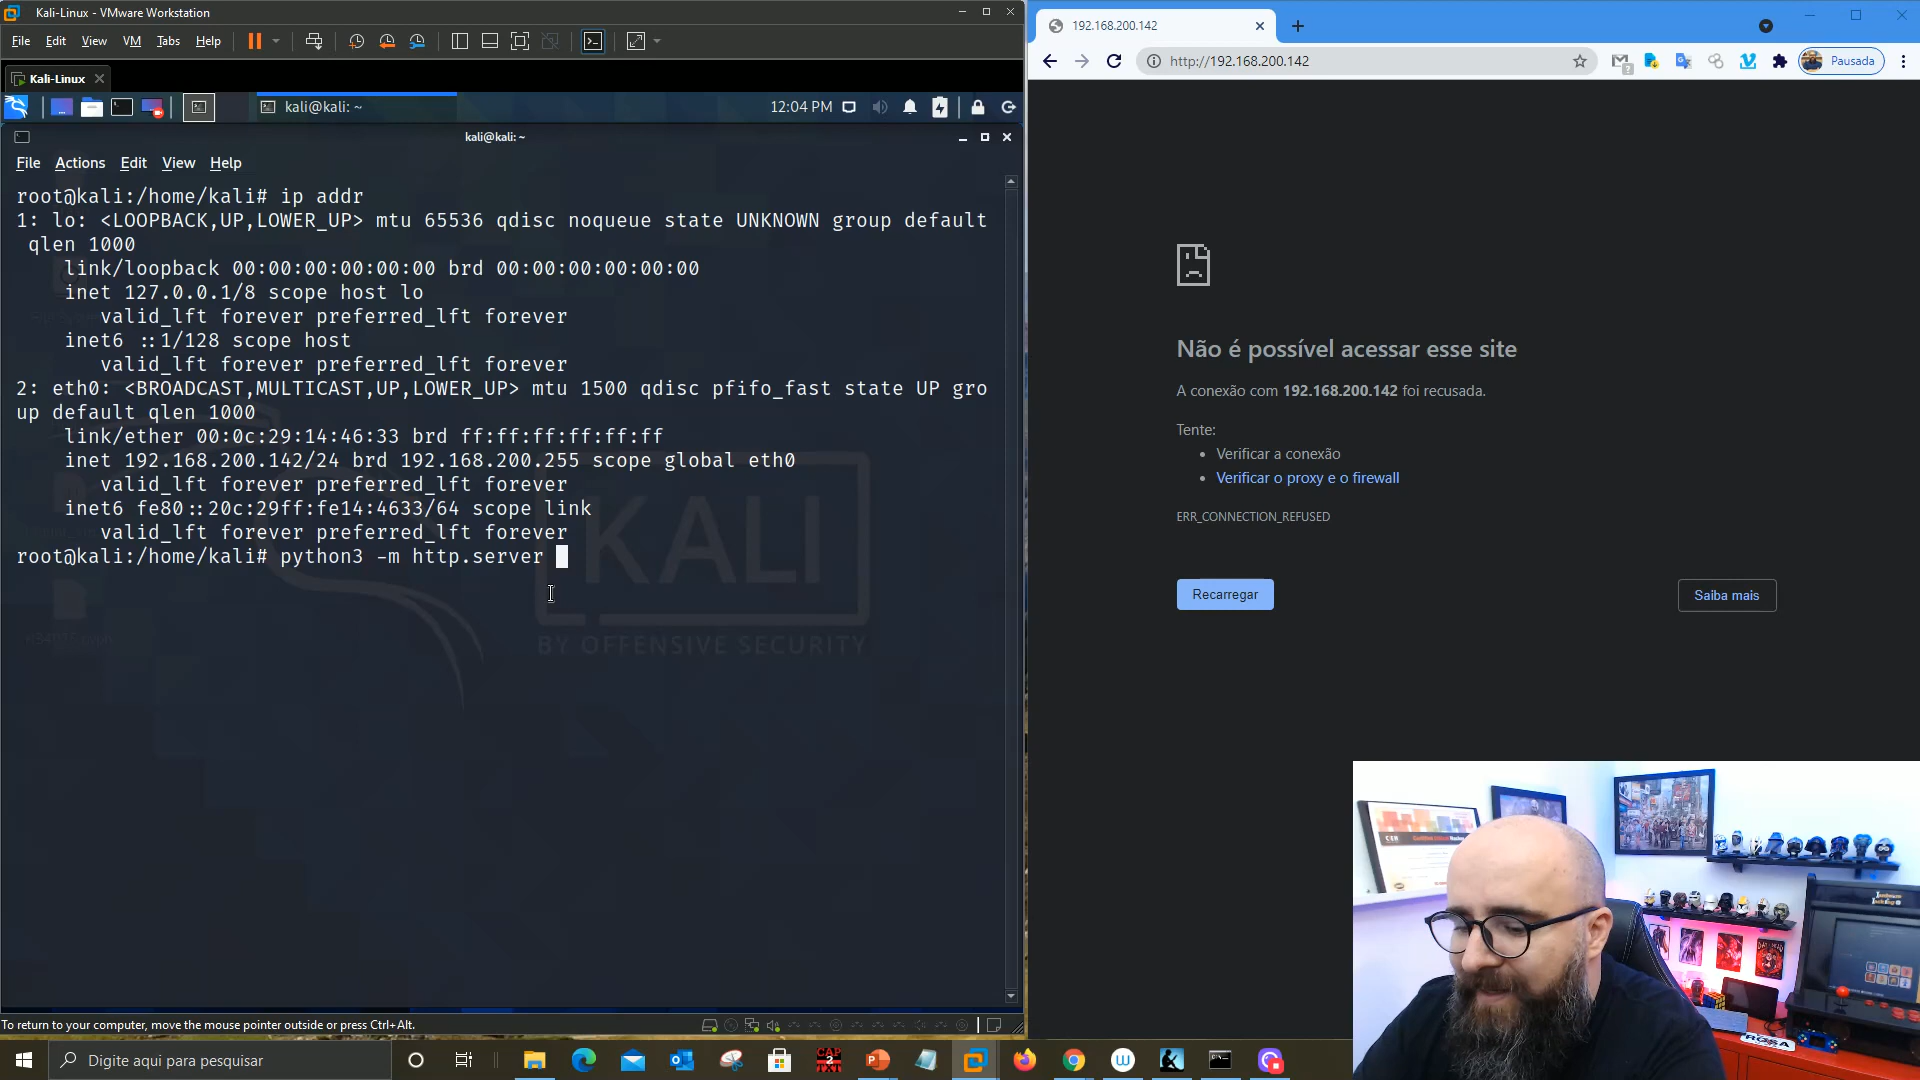 Kali-Linux - VMware Workstation
File Edit View VM Tabs Help
Kali-Linux
kali@kali: ~
12:04 PM
kali@kali: ~
File Actions Edit View Help
root@kali:/home/kali# ip addr
1: lo: <LOOPBACK,UP,LOWER_UP> mtu 65536 qdisc noqueue state UNKNOWN group default
qlen 1000
link/loopback 00:00:00:00:00:00 brd 00:00:00:00:00:00
inet 127.0.0.1/8 scope host lo
valid_lft forever preferred_lft forever
inet6 ::1/128 scope host
valid_lft forever preferred_lft forever
2: eth0: <BROADCAST,MULTICAST,UP,LOWER_UP> mtu 1500 qdisc pfifo_fast state UP gro
up default qlen 1000
link/ether 00:0c:29:14:46:33 brd ff:ff:ff:ff:ff:ff
inet 192.168.200.142/24 brd 192.168.200.255 scope global eth0
valid_lft forever preferred_lft forever
inet6 fe80::20c:29ff:fe14:4633/64 scope link
valid_lft forever preferred_lft forever
root@kali:/home/kali# python3 -m http.server
KALI
BY OFFENSIVE SECURITY
To return to your computer, move the mouse pointer outside or press Ctrl+Alt.
192.168.200.142
http://192.168.200.142
Pausada
Não é possível acessar esse site
A conexão com 192.168.200.142 foi recusada.
Tente:
• Verificar a conexão
• Verificar o proxy e o firewall
ERR_CONNECTION_REFUSED
Recarregar
Saiba mais
CEH
Digite aqui para pesquisar
CAP
2
TXT